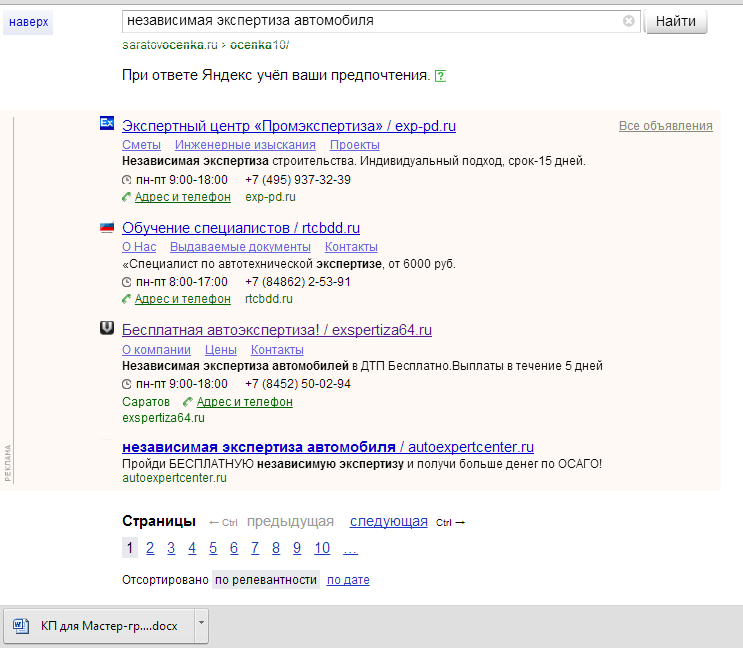 наверх
независимая экспертиза автомобиля
Найти
saratovocenka.ru › ocenka10/
При ответе Яндекс учёл ваши предпочтения. ?
Экспертный центр «Промэкспертиза» / exp-pd.ru
Все объявления
Сметы Инженерные изыскания Проекты
Независимая экспертиза строительства. Индивидуальный подход, срок-15 дней.
пн-пт 9:00-18:00 +7 (495) 937-32-39
Адрес и телефон exp-pd.ru
Обучение специалистов / rtcbdd.ru
О Нас Выдаваемые документы Контакты
«Специалист по автотехнической экспертизе, от 6000 руб.
пн-пт 8:00-17:00 +7 (84862) 2-53-91
Адрес и телефон rtcbdd.ru
Бесплатная автоэкспертиза! / exspertiza64.ru
О компании Цены Контакты
Независимая экспертиза автомобилей в ДТП Бесплатно.Выплаты в течение 5 дней
пн-пт 9:00-18:00 +7 (8452) 50-02-94
Саратов Адрес и телефон
exspertiza64.ru
независимая экспертиза автомобиля / autoexpertcenter.ru
Пройди БЕСПЛАТНУЮ независимую экспертизу и получи больше денег по ОСАГО!
autoexpertcenter.ru
РЕКЛАМА
Страницы ← Ctrl предыдущая следующая Ctrl →
1 2 3 4 5 6 7 8 9 10 ...
Отсортировано по релевантности по дате
КП для Мастер-гр....docx